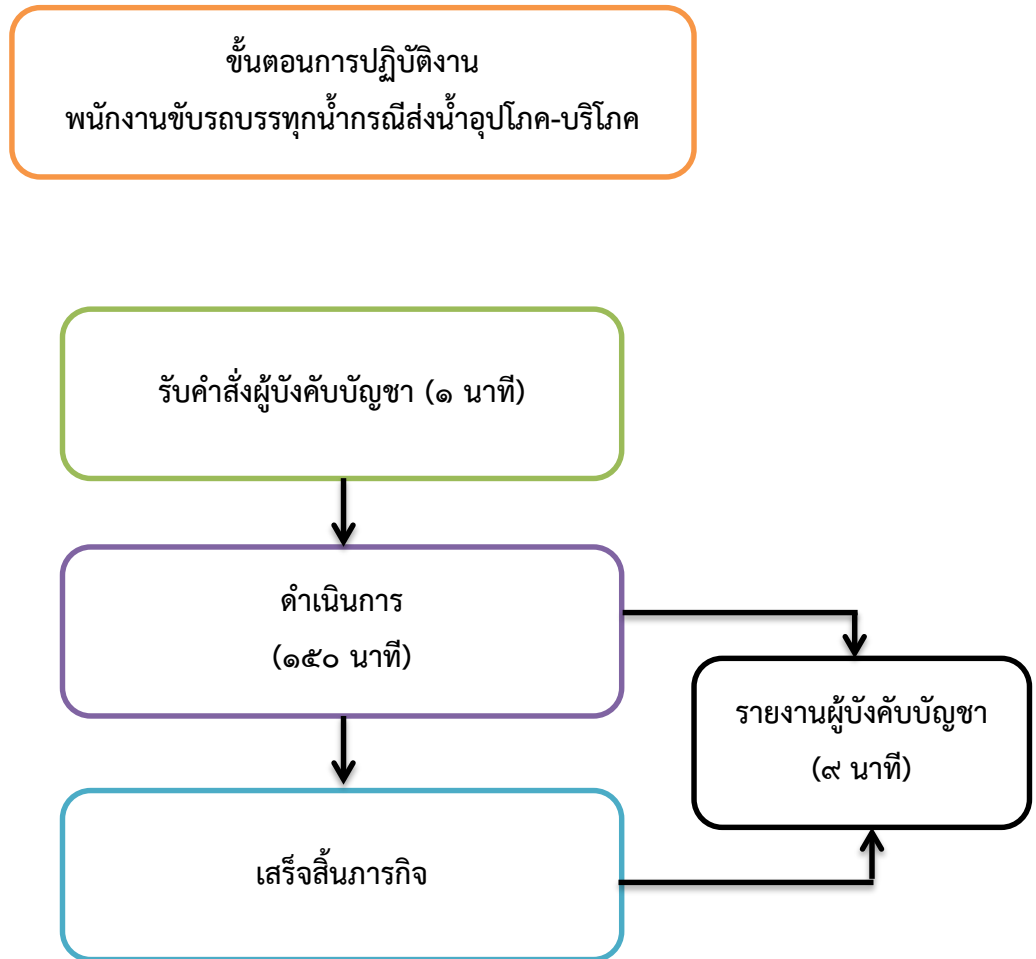 ขั้นตอนการปฏิบัติงาน
พนักงานขับรถบรรทุกน้ำกรณีส่งน้ำอุปโภค-บริโภค
รับคำสั่งผู้บังคับบัญชา (๑ นาที)
ดำเนินการ
(๑๕๐ นาที)
รายงานผู้บังคับบัญชา
(๙ นาที)
เสร็จสิ้นภารกิจ